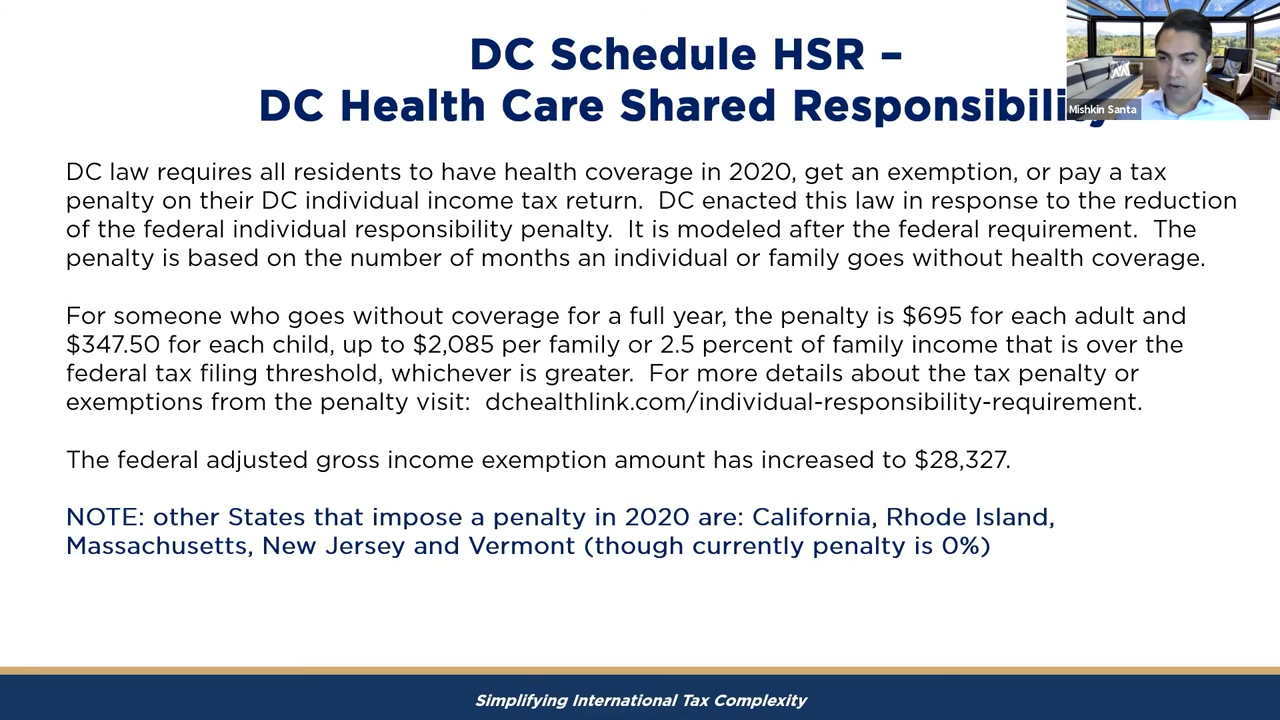 DC Schedule HSR –
DC Health Care Shared Responsibility
Mishkin Santa
DC law requires all residents to have health coverage in 2020, get an exemption, or pay a tax
penalty on their DC individual income tax return.  DC enacted this law in response to the reduction
of the federal individual responsibility penalty.  It is modeled after the federal requirement.  The
penalty is based on the number of months an individual or family goes without health coverage.
For someone who goes without coverage for a full year, the penalty is $695 for each adult and
$347.50 for each child, up to $2,085 per family or 2.5 percent of family income that is over the
federal tax filing threshold, whichever is greater.  For more details about the tax penalty or
exemptions from the penalty visit:  dchealthlink.com/individual-responsibility-requirement.
The federal adjusted gross income exemption amount has increased to $28,327.
NOTE: other States that impose a penalty in 2020 are: California, Rhode Island,
Massachusetts, New Jersey and Vermont (though currently penalty is 0%)
Simplifying International Tax Complexity